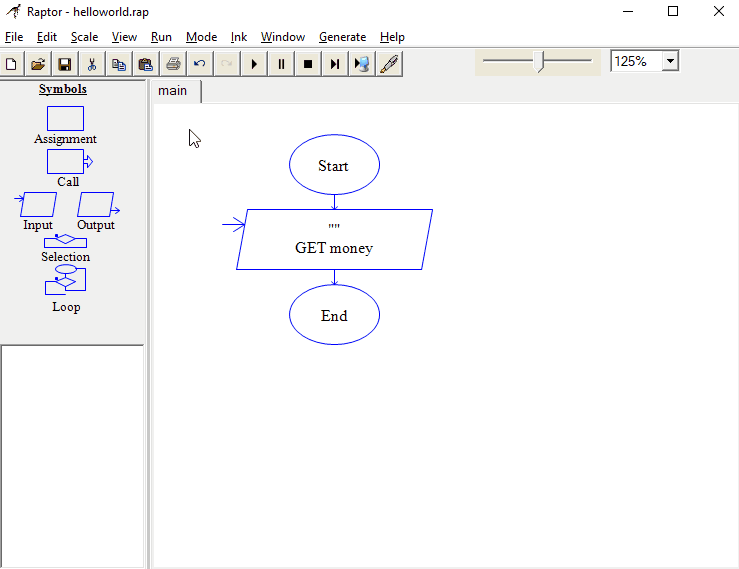 Raptor - helloworld.rap
File Edit Scale View Run Mode Ink Window Generate Help
125%
Symbols
main
Assignment
Call
Input Output
Selection
Loop
Start
""
GET money
End